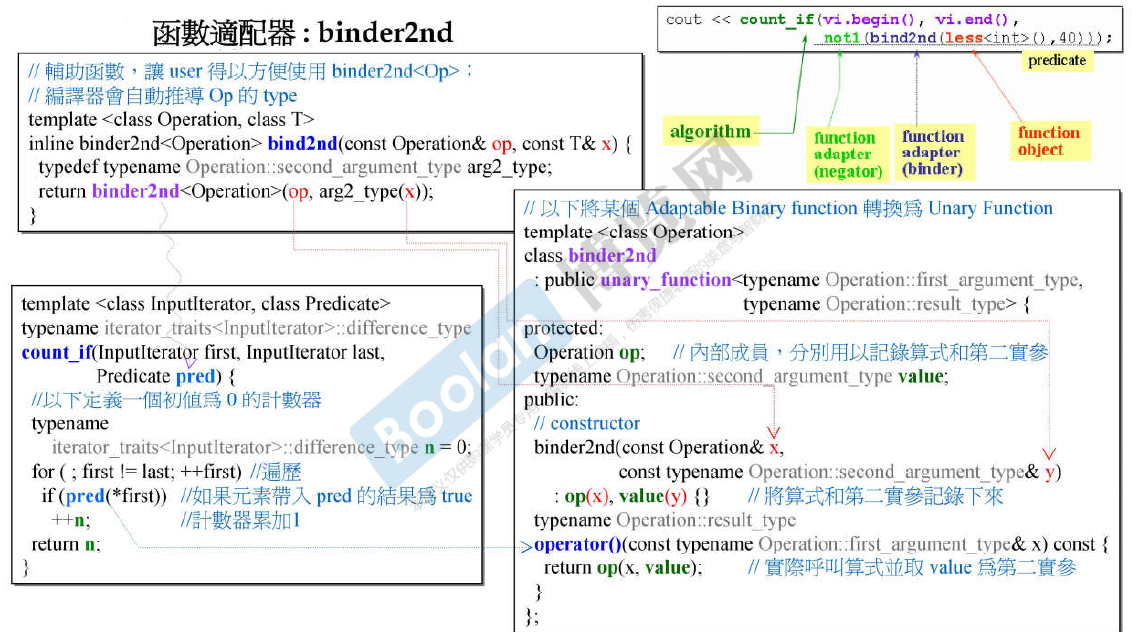 函數適配器 : binder2nd
cout << count_if(vi.begin(), vi.end(),
not1(bind2nd(less<int>(),40)));
predicate
algorithm
function
adapter
(negator)
function
adapter
(binder)
function
object
// 輔助函數，讓 user 得以方便使用 binder2nd<Op>；
// 編譯器會自動推導 Op 的 type
template <class Operation, class T>
inline binder2nd<Operation> bind2nd(const Operation& op, const T& x) {
typedef typename Operation::second_argument_type arg2_type;
return binder2nd<Operation>(op, arg2_type(x));
}
template <class InputIterator, class Predicate>
typename iterator_traits<InputIterator>::difference_type
count_if(InputIterator first, InputIterator last,
Predicate pred) {
//以下定義一個初值爲 0 的計數器
typename
iterator_traits<InputIterator>::difference_type n = 0;
for ( ; first != last; ++first) //遍歷
if (pred(*first)) //如果元素帶入 pred 的結果爲 true
++n; //計數器累加1
return n;
}
// 以下將某個 Adaptable Binary function 轉換爲 Unary Function
template <class Operation>
class binder2nd
: public unary_function<typename Operation::first_argument_type,
typename Operation::result_type> {
protected:
Operation op; // 內部成員，分別用以記錄算式和第二實參
typename Operation::second_argument_type value;
public:
// constructor
binder2nd(const Operation& x,
const typename Operation::second_argument_type& y)
: op(x), value(y) {} // 將算式和第二實參記錄下來
typename Operation::result_type
operator()(const typename Operation::first_argument_type& x) const {
return op(x, value); // 實際呼叫算式並取 value 爲第二實參
}
};
Boolan
博览网